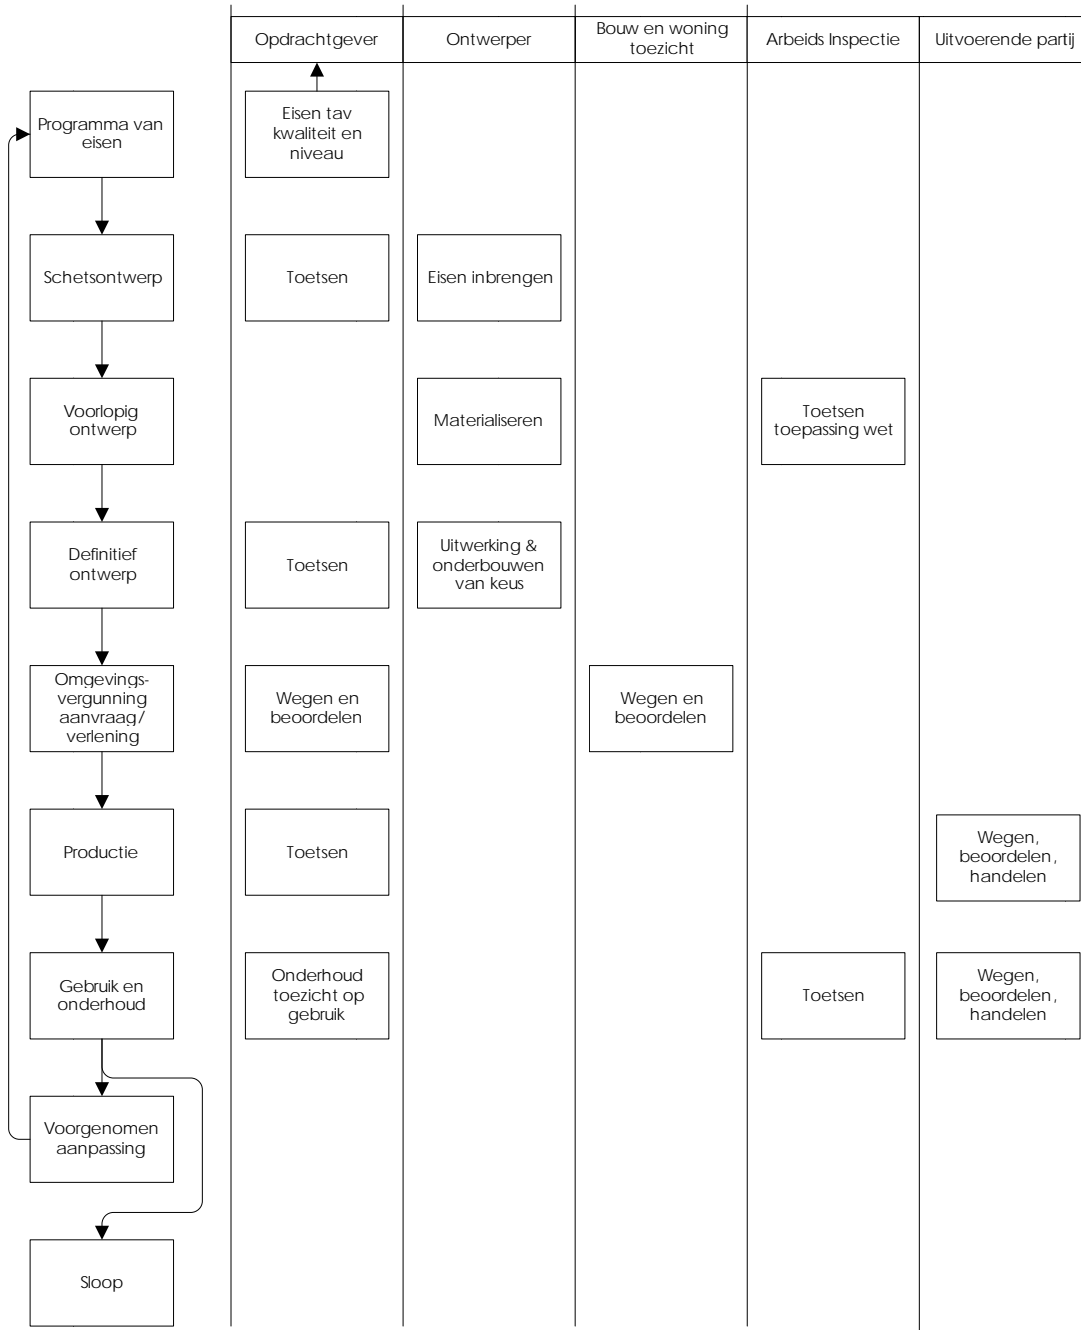 Opdrachtgever
Ontwerper
Bouw en woning
toezicht
Arbeids Inspectie
Uitvoerende partij
Programma van
eisen
Eisen tav
kwaliteit en
niveau
Schetsontwerp
Toetsen
Eisen inbrengen
Voorlopig
ontwerp
Materialiseren
Toetsen
toepassing wet
Definitief
ontwerp
Toetsen
Uitwerking &
onderbouwen
van keus
Omgevings-
vergunning
aanvraag/
verlening
Wegen en
beoordelen
Wegen en
beoordelen
Productie
Toetsen
Wegen,
beoordelen,
handelen
Gebruik en
onderhoud
Onderhoud
toezicht op
gebruik
Toetsen
Wegen,
beoordelen,
handelen
Voorgenomen
aanpassing
Sloop